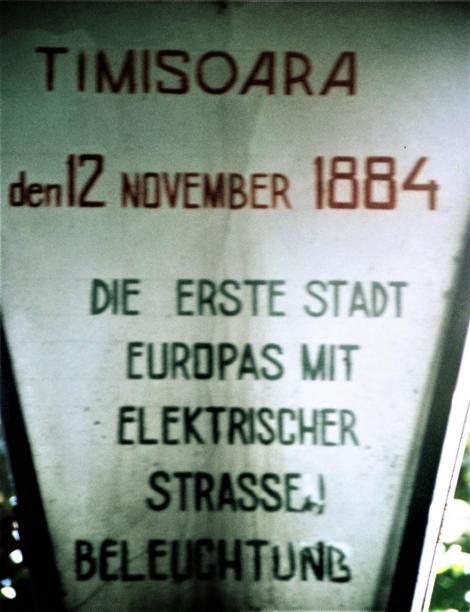 TIMISOARA
den 12 NOVEMBER 1884
DIE ERSTE STADT
EUROPAS MIT
ELEKTRISCHER
STRASSEN
BELEUCHTUNG